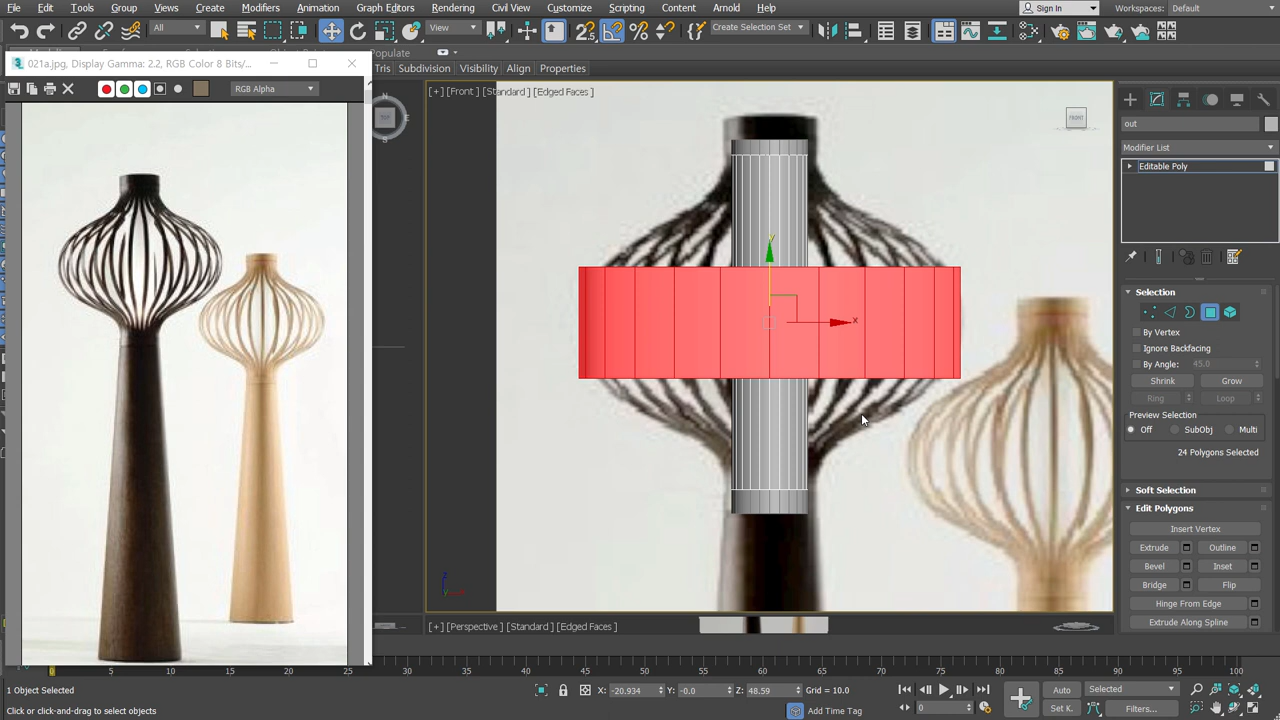 File Edit Tools Group Views Create Modifiers Animation Graph Editors Rendering Civil View Customize Scripting Content Arnold Help Sign In Workspaces: Default
All View Create Selection Set
Populate
Tris Subdivision Visibility Align Properties
021a.jpg, Display Gamma: 2.2, RGB Color 8 Bits/...
RGB Alpha
[+] [Front ] [Standard ] [Edged Faces ]
N
E
S
TOP
FRONT
y
x
z
[+] [Perspective ] [Standard ] [Edged Faces ]
out
Modifier List
Editable Poly
Selection
By Vertex
Ignore Backfacing
By Angle: 45.0
Shrink Grow
Ring Loop
Preview Selection
Off SubObj Multi
24 Polygons Selected
Soft Selection
Edit Polygons
Insert Vertex
Extrude Outline
Bevel Inset
Bridge Flip
Hinge From Edge
Extrude Along Spline
0 5 10 15 20 25 30 35 40 45 50 55 60 65 70 75 80 85 90 95 100
1 Object Selected X: -20.934 Y: -0.0 Z: 48.59 Grid = 10.0 Auto Selected
Click or click-and-drag to select objects Add Time Tag 0 Set K. Filters...